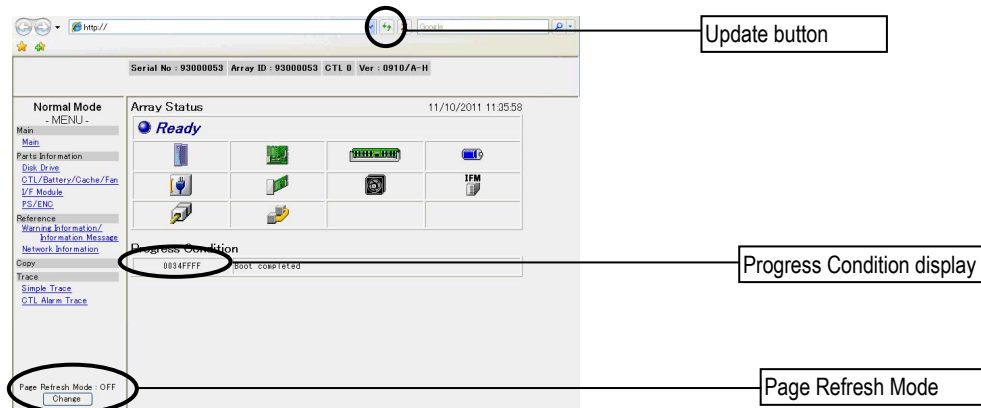 http://
Google
Update button
Serial No : 93000053 Array ID : 93000053 CTL 0 Ver : 0910/A-H
Normal Mode
- MENU -
Main
Main
Parts Information
Disk Drive
CTL/Battery/Cache/Fan
I/F Module
PS/ENC
Reference
Warning Information/
Information Message
Network Information
Copy
Trace
Simple Trace
CTL Alarm Trace
Page Refresh Mode : OFF
Change
Array Status 11/10/2011 11:35:58
Ready
IFM
Progress Condition
0034FFFF Boot completed
Progress Condition display
Page Refresh Mode